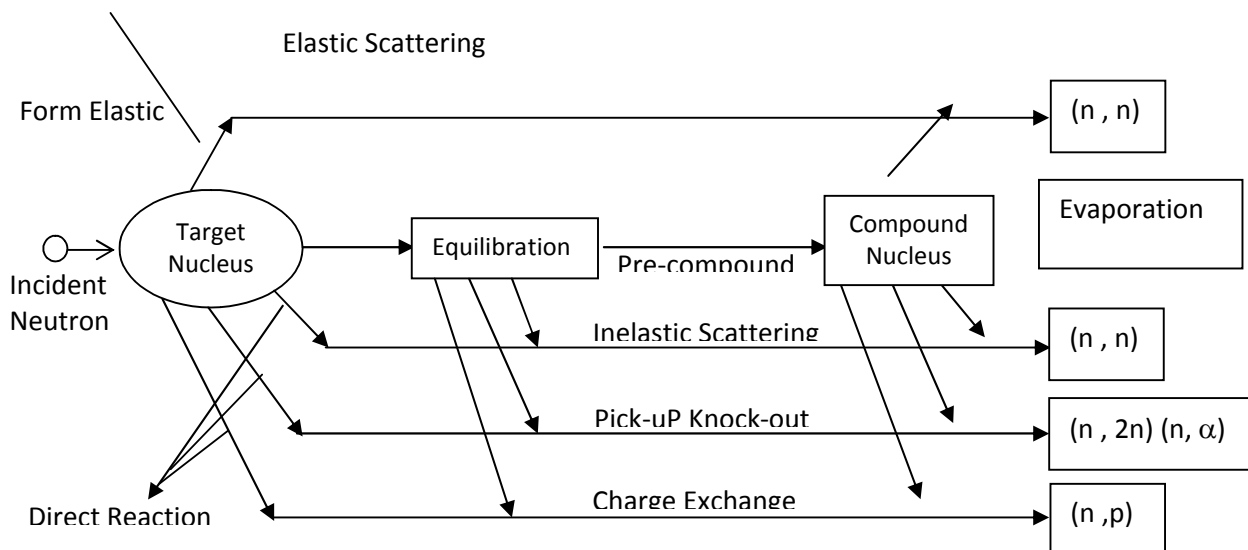 Elastic Scattering
Form Elastic
(n , n)
Target
Nucleus
Equilibration
Pre-compound
Compound
Nucleus
Evaporation
Incident
Neutron
Inelastic Scattering
(n , n)
Pick-uP Knock-out
(n , 2n) (n, α)
Direct Reaction
Charge Exchange
(n ,p)